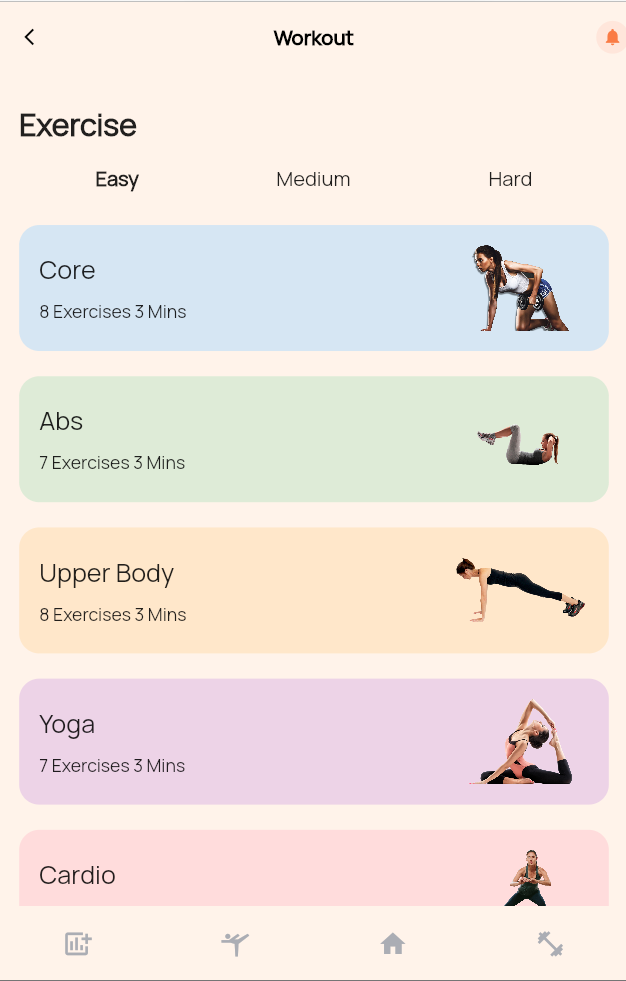 Workout
Exercise
Easy Medium Hard
Core
8 Exercises 3 Mins
Abs
7 Exercises 3 Mins
Upper Body
8 Exercises 3 Mins
Yoga
7 Exercises 3 Mins
Cardio